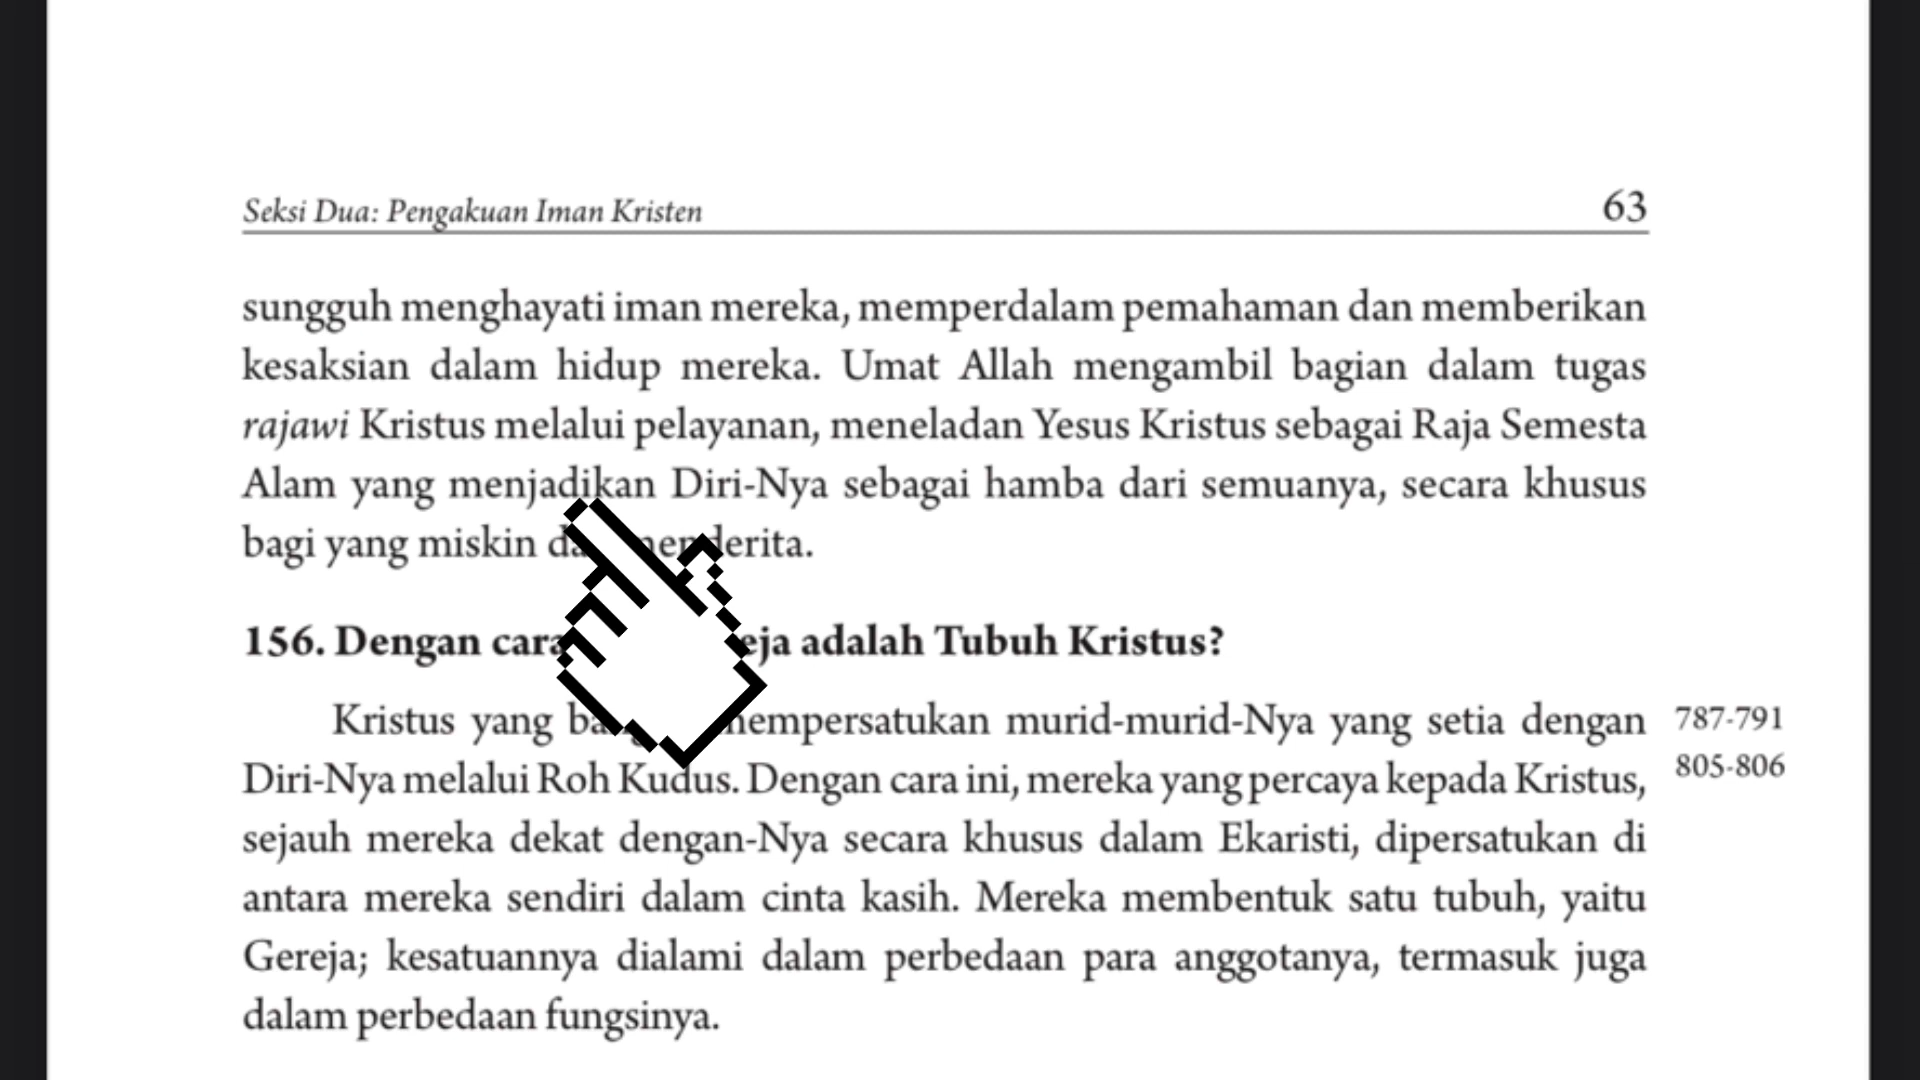 Seksi Dua: Pengakuan Iman Kristen 63
sungguh menghayati iman mereka, memperdalam pemahaman dan memberikan
kesaksian dalam hidup mereka. Umat Allah mengambil bagian dalam tugas
rajawi Kristus melalui pelayanan, meneladan Yesus Kristus sebagai Raja Semesta
Alam yang menjadikan Diri-Nya sebagai hamba dari semuanya, secara khusus
bagi yang miskin
156. Dengan cara adalah Tubuh Kristus?
Kristus yang mempersatukan murid-murid-Nya yang setia dengan 787-791
Diri-Nya melalui Roh Kudus. Dengan cara ini, mereka yang percaya kepada Kristus, 805-806
sejauh mereka dekat dengan-Nya secara khusus dalam Ekaristi, dipersatukan di
antara mereka sendiri dalam cinta kasih. Mereka membentuk satu tubuh, yaitu
Gereja; kesatuannya dialami dalam perbedaan para anggotanya, termasuk juga
dalam perbedaan fungsinya.